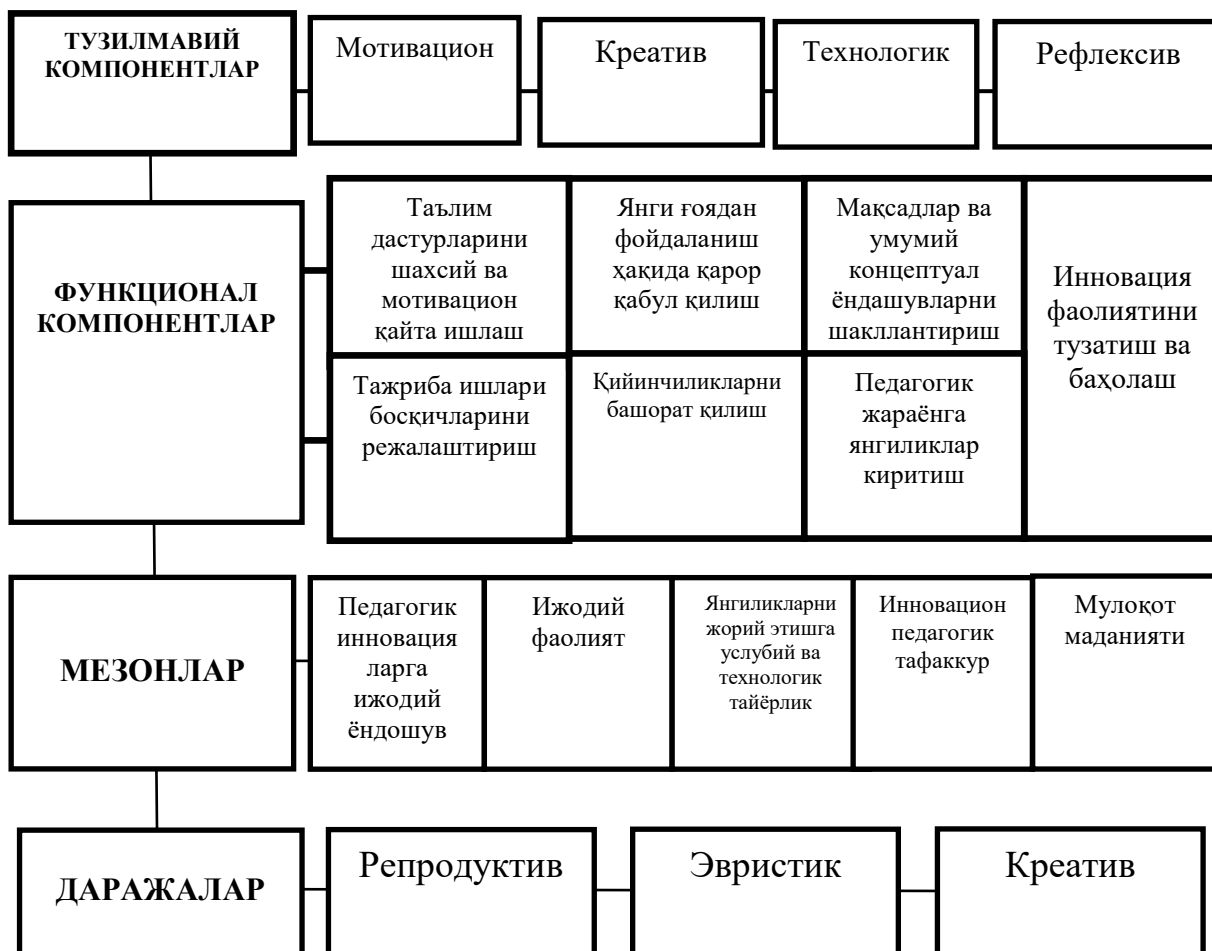 ТУЗИЛМАВИЙ
КОМПОНЕНТЛАР
Мотивацион
Креатив
Технологик
Рефлексив
ФУНКЦИОНАЛ
КОМПОНЕНТЛАР
Таълим
дастурларини
шахсий ва
мотивацион
қайта ишлаш
Янги ғоядан
фойдаланиш
ҳақида қарор
қабул қилиш
Мақсадлар ва
умумий
концептуал
ёндашувларни
шакллантириш
Инновация
фаолиятини
тузатиш ва
баҳолаш
Тажриба ишлари
босқичларини
режалаштириш
Қийинчиликларни
башорат қилиш
Педагогик
жараёнга
янгиликлар
киритиш
МЕЗОНЛАР
Педагогик
инновация
ларга
ижодий
ёндошув
Ижодий
фаолият
Янгиликларни
жорий этишга
услубий ва
технологик
тайёрлик
Инновацион
педагогик
тафаккур
Мулоқот
маданияти
ДАРАЖАЛАР
Репродуктив
Эвристик
Креатив